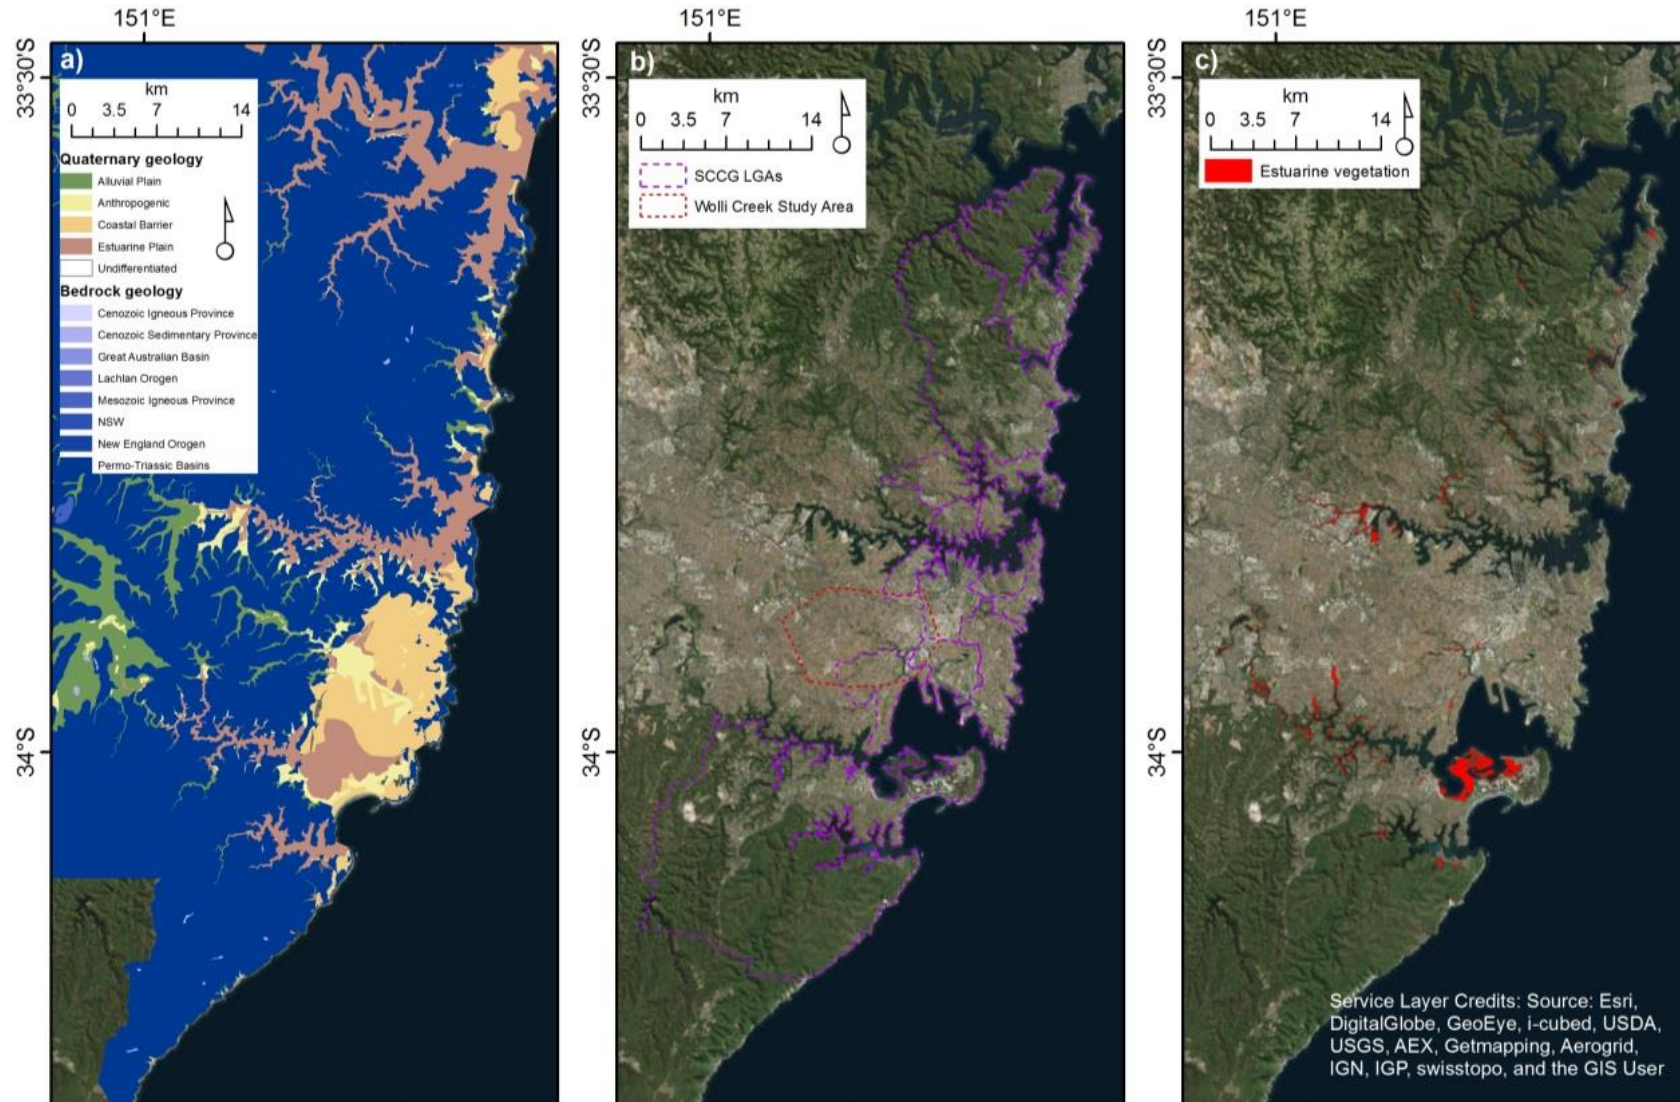 151°E
33°30'S
34°S
a)
km
0 3.5 7 14
Quaternary geology
Alluvial Plain
Anthropogenic
Coastal Barrier
Estuarine Plain
Undifferentiated
Bedrock geology
Cenozoic Igneous Province
Cenozoic Sedimentary Province
Great Australian Basin
Lachlan Orogen
Mesozoic Igneous Province
NSW
New England Orogen
Permo-Triassic Basins
151°E
33°30'S
34°S
b)
km
0 3.5 7 14
SCCG LGAs
Wolli Creek Study Area
151°E
33°30'S
34°S
c)
km
0 3.5 7 14
Estuarine vegetation
Service Layer Credits: Source: Esri,
DigitalGlobe, GeoEye, i-cubed, USDA,
USGS, AEX, Getmapping, Aerogrid,
IGN, IGP, swisstopo, and the GIS User